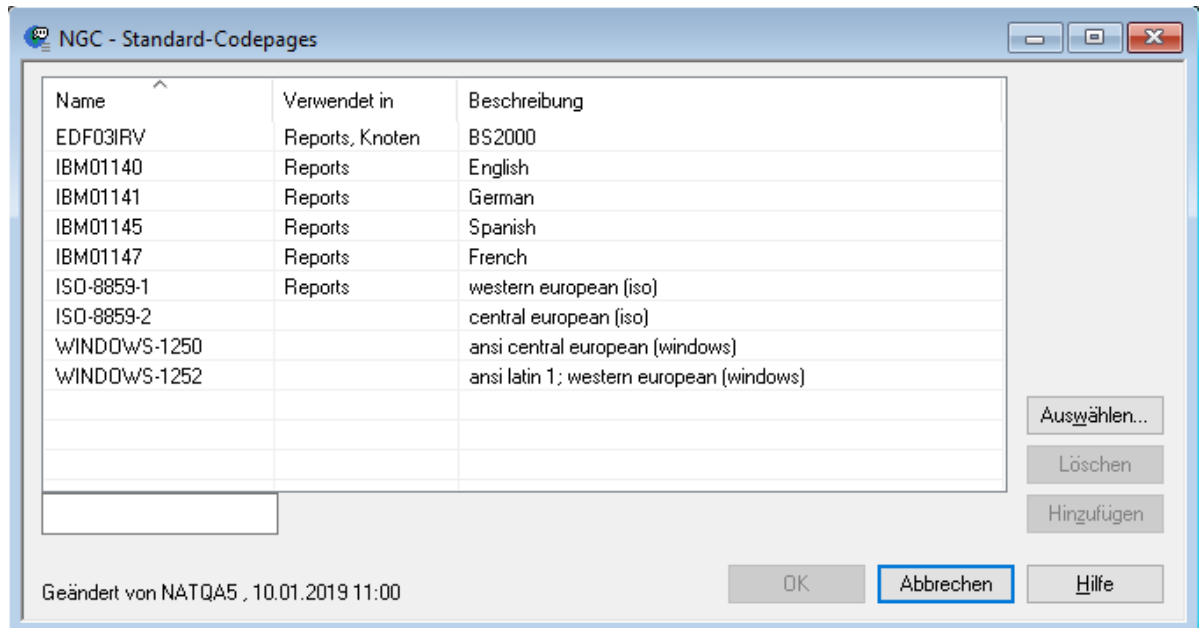 NGC - Standard-Codepages
Name Verwendet in Beschreibung
EDF03IRV Reports, Knoten BS2000
IBM01140 Reports English
IBM01141 Reports German
IBM01145 Reports Spanish
IBM01147 Reports French
ISO-8859-1 Reports western european (iso)
ISO-8859-2 central european (iso)
WINDOWS-1250 ansi central european (windows)
WINDOWS-1252 ansi latin 1; western european (windows)
Auswählen...
Löschen
Hinzufügen
Geändert von NATQA5 , 10.01.2019 11:00 OK Abbrechen Hilfe